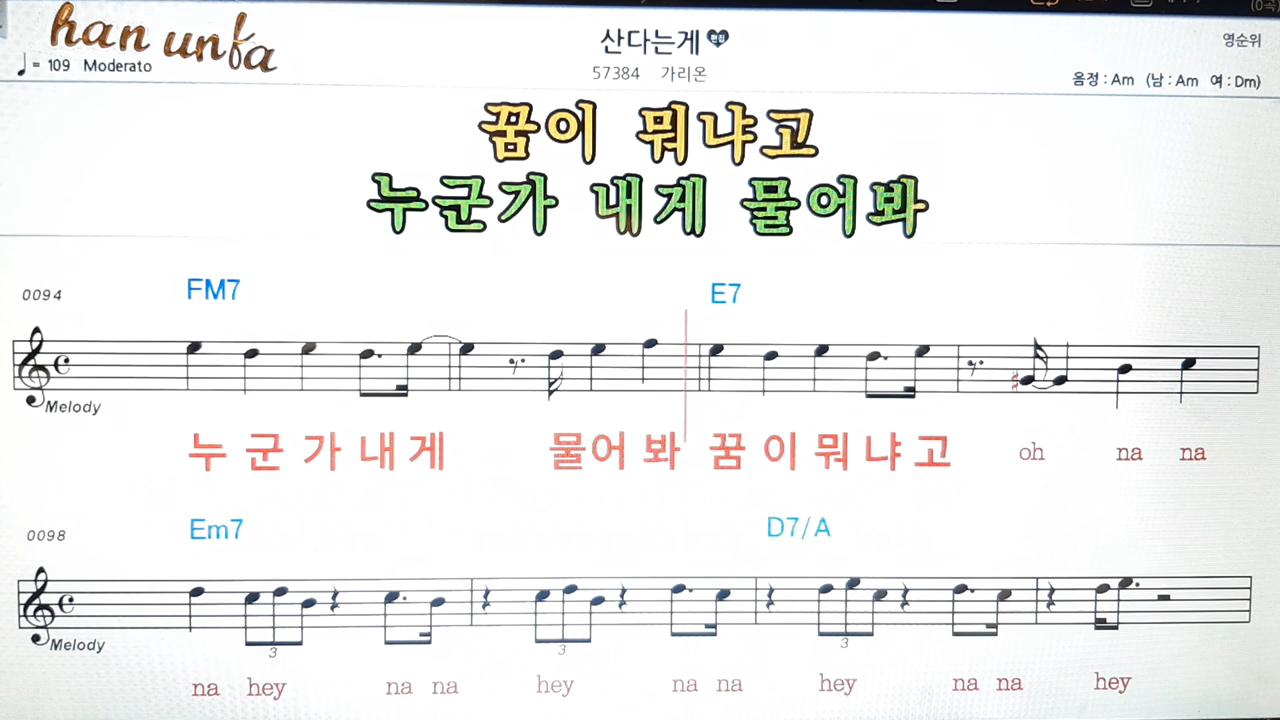 han unfa
산다는게 편집
영순위
♩= 109 Moderato
57384 가리온
음정 : Am (남 : Am 여 : Dm)
꿈이 뭐냐고
누군가 내게 물어봐
0094 FM7 E7
Melody
누 군 가 내 게 물어 봐 꿈 이 뭐 냐 고 oh na na
0098 Em7 D7/A
Melody
3 3 3
na hey na na hey na na hey na na hey